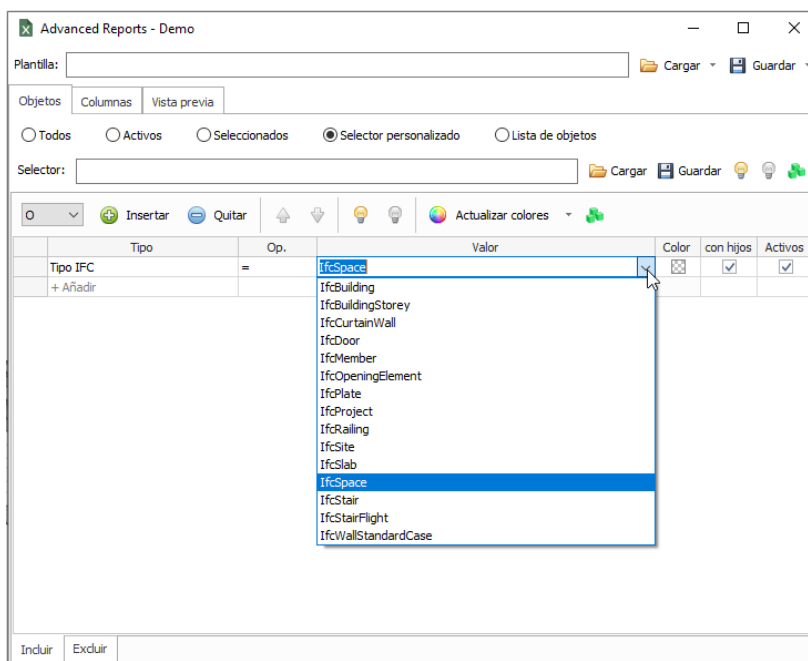 Advanced Reports - Demo
Plantilla: Cargar Guardar
Objetos Columnas Vista previa
Todos Activos Seleccionados Selector personalizado Lista de objetos
Selector: Cargar Guardar
O Insertar Quitar Actualizar colores
Tipo Op. Valor Color con hijos Activos
Tipo IFC = IfcSpace
+ Añadir
IfcBuilding
IfcBuildingStorey
IfcCurtainWall
IfcDoor
IfcMember
IfcOpeningElement
IfcPlate
IfcProject
IfcRailing
IfcSite
IfcSlab
IfcSpace
IfcStair
IfcStairFlight
IfcWallStandardCase
Incluir Excluir